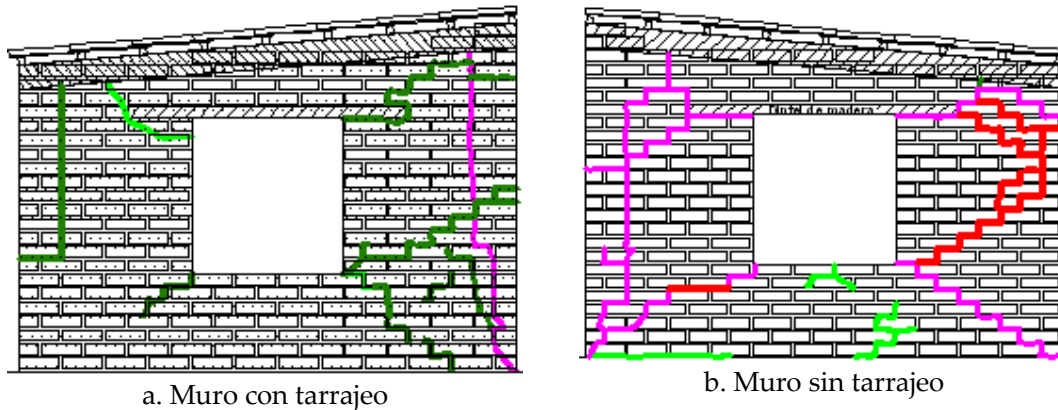 Dintel de madera
a. Muro con tarrajeo
b. Muro sin tarrajeo